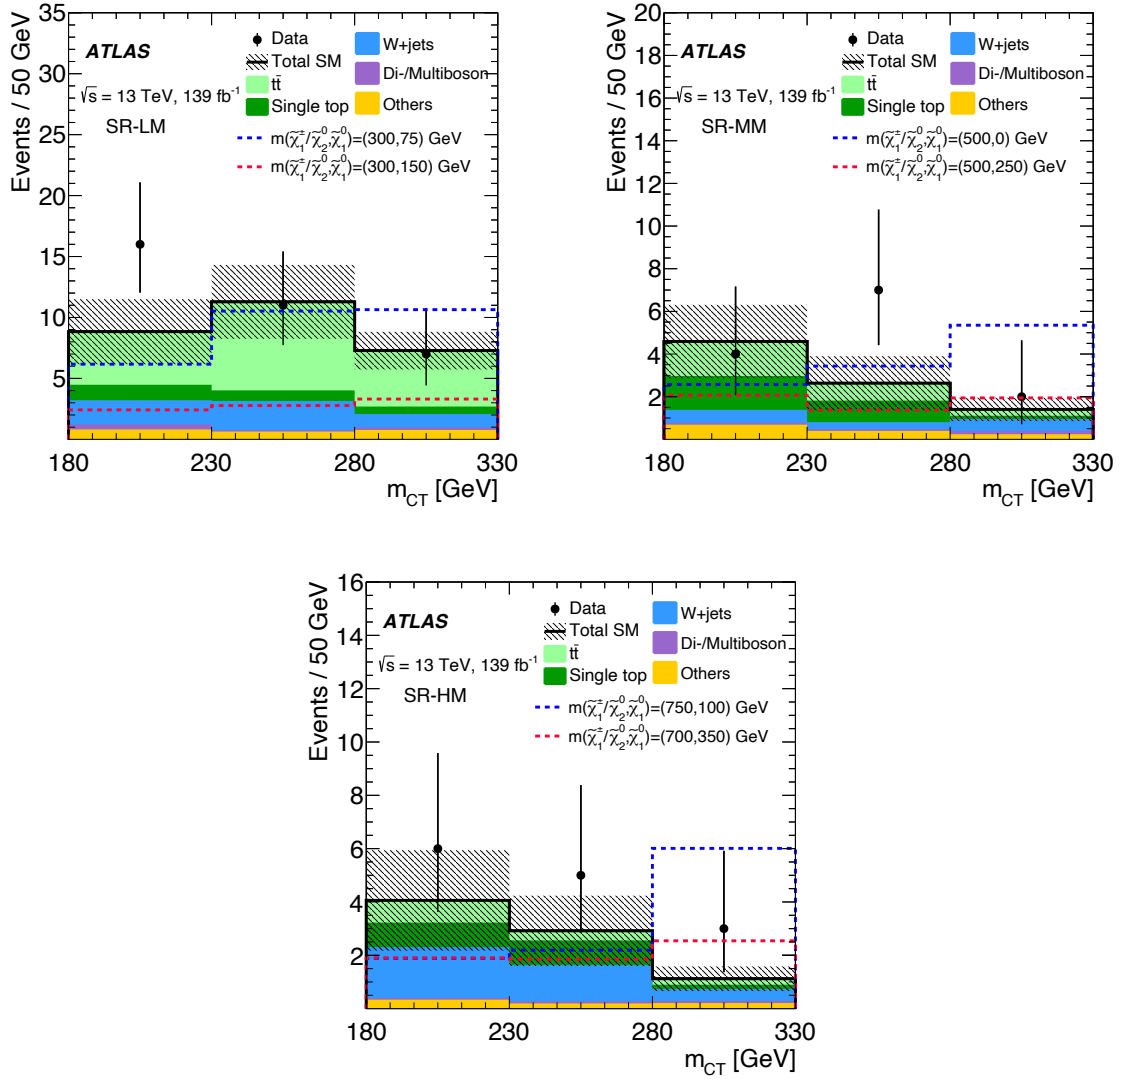 Events / 50 GeV
35
30
25
20
15
10
5
ATLAS
√s = 13 TeV, 139 fb⁻¹
SR-LM
Data
Total SM
tt̄
Single top
W+jets
Di-/Multiboson
Others
m(χ̃₁±/χ̃₂⁰,χ̃₁⁰)=(300,75) GeV
m(χ̃₁±/χ̃₂⁰,χ̃₁⁰)=(300,150) GeV
180 230 280 330
m_CT [GeV]
Events / 50 GeV
20
18
16
14
12
10
8
6
4
2
ATLAS
√s = 13 TeV, 139 fb⁻¹
SR-MM
Data
Total SM
tt̄
Single top
W+jets
Di-/Multiboson
Others
m(χ̃₁±/χ̃₂⁰,χ̃₁⁰)=(500,0) GeV
m(χ̃₁±/χ̃₂⁰,χ̃₁⁰)=(500,250) GeV
180 230 280 330
m_CT [GeV]
Events / 50 GeV
16
14
12
10
8
6
4
2
ATLAS
√s = 13 TeV, 139 fb⁻¹
SR-HM
Data
Total SM
tt̄
Single top
W+jets
Di-/Multiboson
Others
m(χ̃₁±/χ̃₂⁰,χ̃₁⁰)=(750,100) GeV
m(χ̃₁±/χ̃₂⁰,χ̃₁⁰)=(700,350) GeV
180 230 280 330
m_CT [GeV]